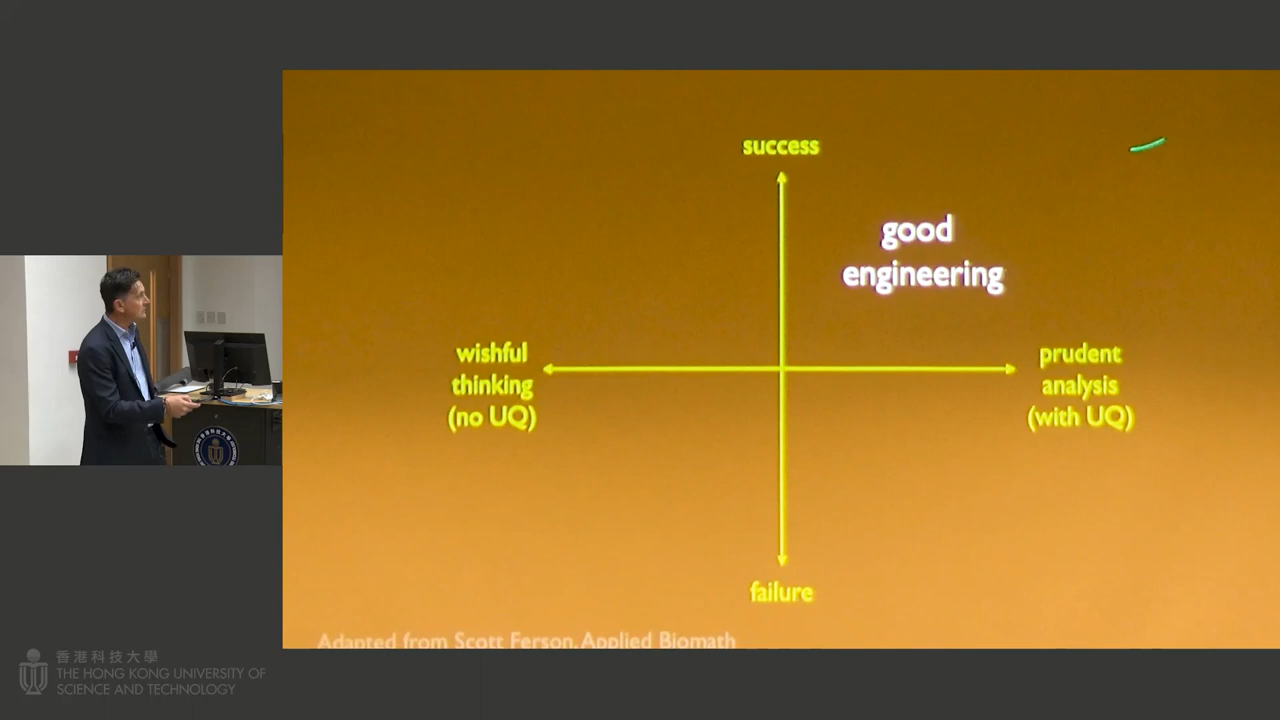 success
good
engineering
wishful
thinking
(no UQ)
prudent
analysis
(with UQ)
failure
Adapted from Scott Ferson, Applied Biomath
香港科技大學
THE HONG KONG UNIVERSITY OF
SCIENCE AND TECHNOLOGY